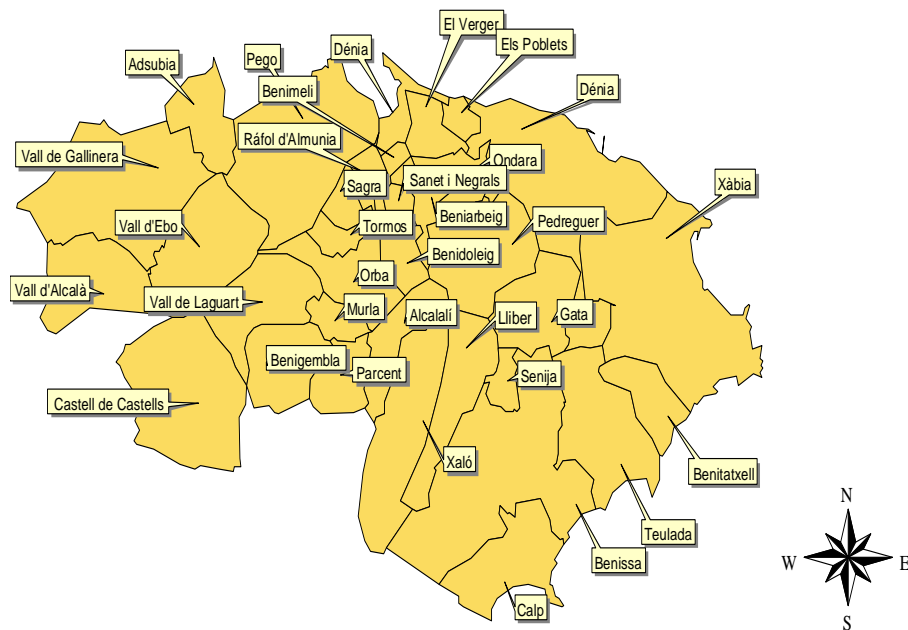 El Verger
Els Poblets
Dénia
Pego
Adsubia
Benimeli
Dénia
Ráfol d'Almunia
Vall de Gallinera
Ondara
Sagra
Sanet i Negrals
Xàbia
Vall d'Ebo
Tormos
Beniarbeig
Pedreguer
Benidoleig
Orba
Vall d'Alcalà
Vall de Laguart
Murla
Alcalalí
Lliber
Gata
Benigembla
Parcent
Senija
Castell de Castells
Xaló
Benitatxell
N
Teulada
Benissa
W
E
Calp
S